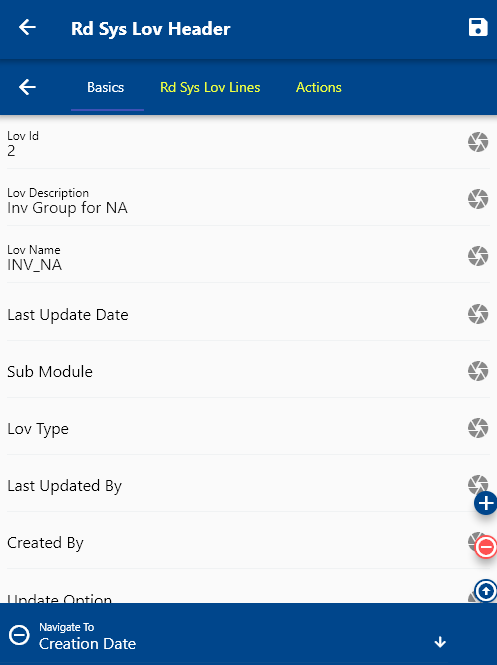 Rd Sys Lov Header
Basics Rd Sys Lov Lines Actions
Lov Id
2
Lov Description
Inv Group for NA
Lov Name
INV_NA
Last Update Date
Sub Module
Lov Type
Last Updated By
Created By
Update Option
Navigate To
Creation Date